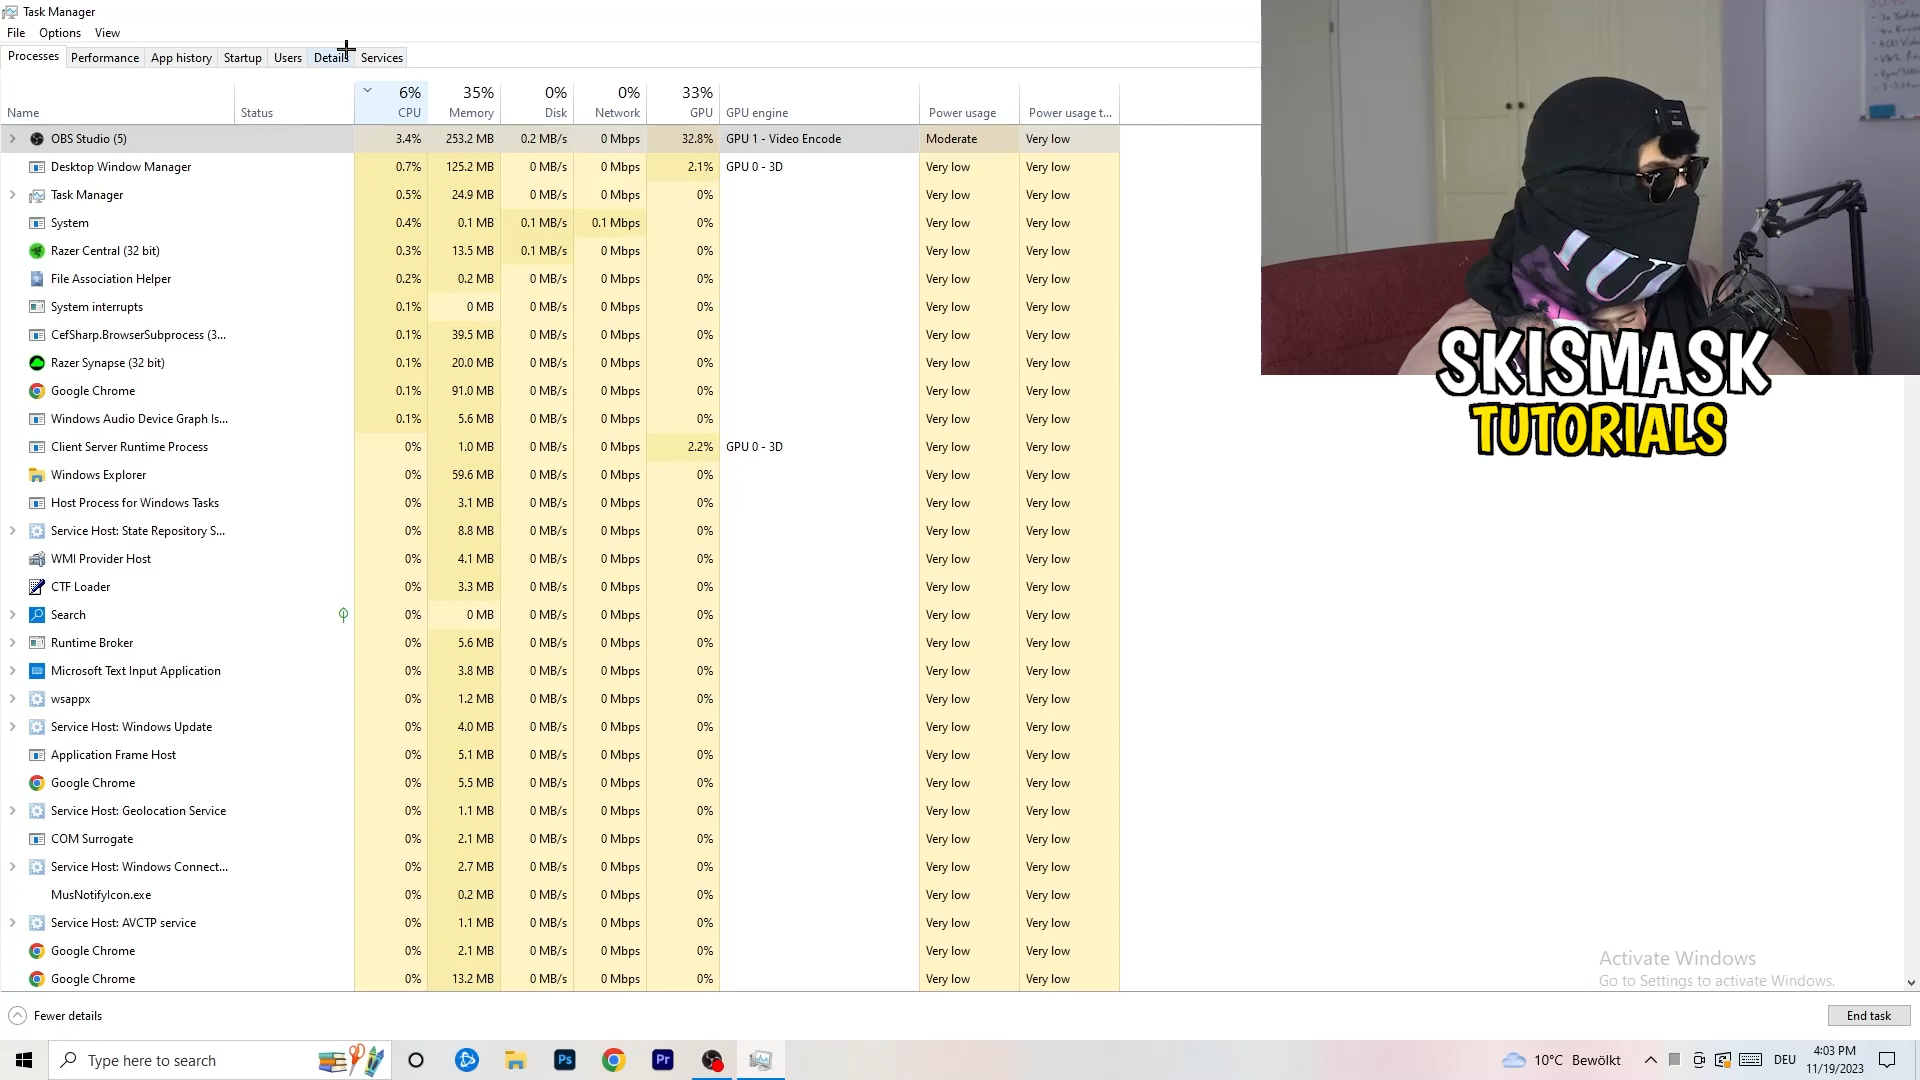 Task Manager
File Options View
Processes Performance App history Startup Users Details Services
6% 35% 0% 0% 33%
Name Status CPU Memory Disk Network GPU GPU engine Power usage Power usage t...
OBS Studio (5) 3.4% 253.2 MB 0.2 MB/s 0 Mbps 32.8% GPU 1 - Video Encode Moderate Very low
Desktop Window Manager 0.7% 125.2 MB 0 MB/s 0 Mbps 2.1% GPU 0 - 3D Very low Very low
Task Manager 0.5% 24.9 MB 0 MB/s 0 Mbps 0% Very low Very low
System 0.4% 0.1 MB 0.1 MB/s 0.1 Mbps 0% Very low Very low
Razer Central (32 bit) 0.3% 13.5 MB 0.1 MB/s 0 Mbps 0% Very low Very low
File Association Helper 0.2% 0.2 MB 0 MB/s 0 Mbps 0% Very low Very low
System interrupts 0.1% 0 MB 0 MB/s 0 Mbps 0% Very low Very low
CefSharp.BrowserSubprocess (3... 0.1% 39.5 MB 0 MB/s 0 Mbps 0% Very low Very low
Razer Synapse (32 bit) 0.1% 20.0 MB 0 MB/s 0 Mbps 0% Very low Very low
Google Chrome 0.1% 91.0 MB 0 MB/s 0 Mbps 0% Very low Very low
Windows Audio Device Graph Is... 0.1% 5.6 MB 0 MB/s 0 Mbps 0% Very low Very low
Client Server Runtime Process 0% 1.0 MB 0 MB/s 0 Mbps 2.2% GPU 0 - 3D Very low Very low
Windows Explorer 0% 59.6 MB 0 MB/s 0 Mbps 0% Very low Very low
Host Process for Windows Tasks 0% 3.1 MB 0 MB/s 0 Mbps 0% Very low Very low
Service Host: State Repository S... 0% 8.8 MB 0 MB/s 0 Mbps 0% Very low Very low
WMI Provider Host 0% 4.1 MB 0 MB/s 0 Mbps 0% Very low Very low
CTF Loader 0% 3.3 MB 0 MB/s 0 Mbps 0% Very low Very low
Search 0% 0 MB 0 MB/s 0 Mbps 0% Very low Very low
Runtime Broker 0% 5.6 MB 0 MB/s 0 Mbps 0% Very low Very low
Microsoft Text Input Application 0% 3.8 MB 0 MB/s 0 Mbps 0% Very low Very low
wsappx 0% 1.2 MB 0 MB/s 0 Mbps 0% Very low Very low
Service Host: Windows Update 0% 4.0 MB 0 MB/s 0 Mbps 0% Very low Very low
Application Frame Host 0% 5.1 MB 0 MB/s 0 Mbps 0% Very low Very low
Google Chrome 0% 5.5 MB 0 MB/s 0 Mbps 0% Very low Very low
Service Host: Geolocation Service 0% 1.1 MB 0 MB/s 0 Mbps 0% Very low Very low
COM Surrogate 0% 2.1 MB 0 MB/s 0 Mbps 0% Very low Very low
Service Host: Windows Connect... 0% 2.7 MB 0 MB/s 0 Mbps 0% Very low Very low
MusNotifyIcon.exe 0% 0.2 MB 0 MB/s 0 Mbps 0% Very low Very low
Service Host: AVCTP service 0% 1.1 MB 0 MB/s 0 Mbps 0% Very low Very low
Google Chrome 0% 2.1 MB 0 MB/s 0 Mbps 0% Very low Very low
Google Chrome 0% 13.2 MB 0 MB/s 0 Mbps 0% Very low Very low
SKISMASK
TUTORIALS
Activate Windows
Go to Settings to activate Windows.
Fewer details End task
Type here to search Ps Pr 10°C Bewölkt DEU 4:03 PM
11/19/2023